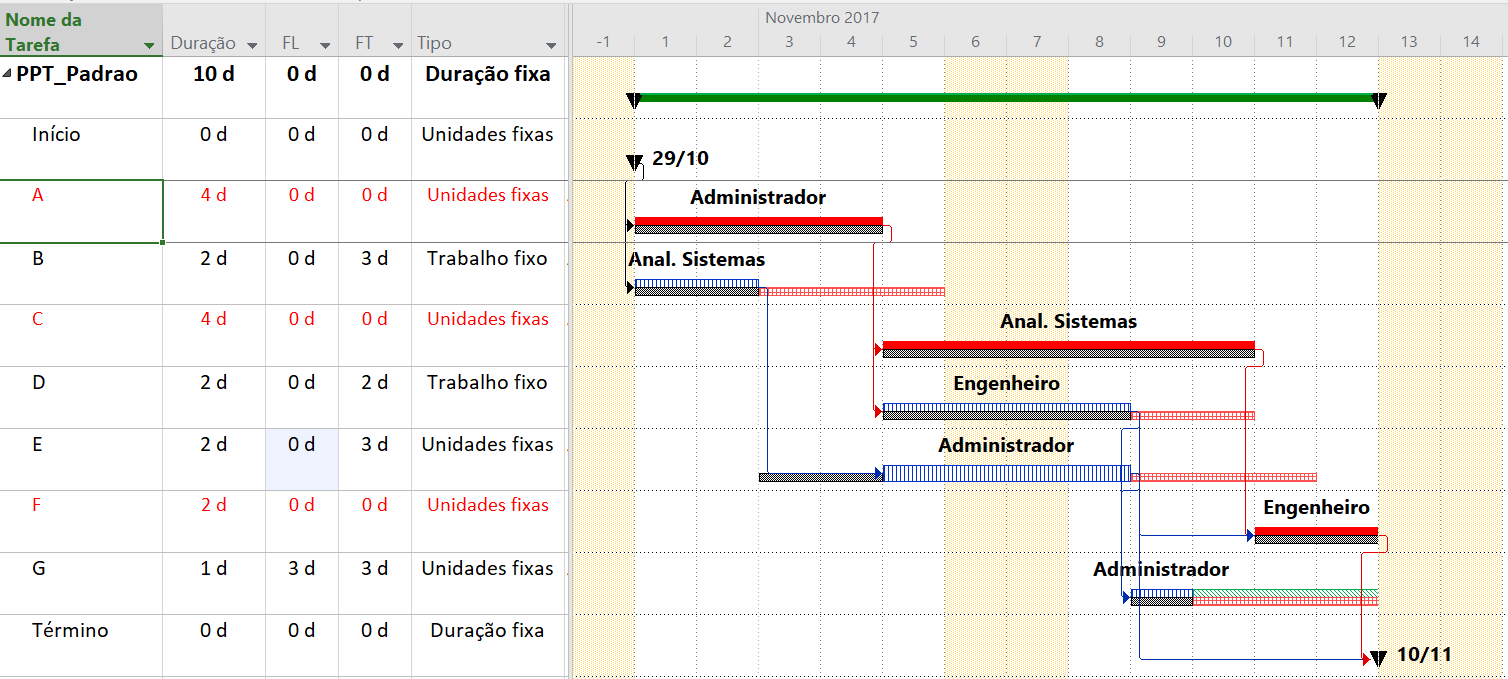 Nome da
Tarefa Duração FL FT Tipo
Novembro 2017
-1 1 2 3 4 5 6 7 8 9 10 11 12 13 14
PPT_Padrao 10 d 0 d 0 d Duração fixa
Início 0 d 0 d 0 d Unidades fixas
29/10
A 4 d 0 d 0 d Unidades fixas
Administrador
B 2 d 0 d 3 d Trabalho fixo
Anal. Sistemas
C 4 d 0 d 0 d Unidades fixas
Anal. Sistemas
D 2 d 0 d 2 d Trabalho fixo
Engenheiro
E 2 d 0 d 3 d Unidades fixas
Administrador
F 2 d 0 d 0 d Unidades fixas
Engenheiro
G 1 d 3 d 3 d Unidades fixas
Administrador
Término 0 d 0 d 0 d Duração fixa
10/11